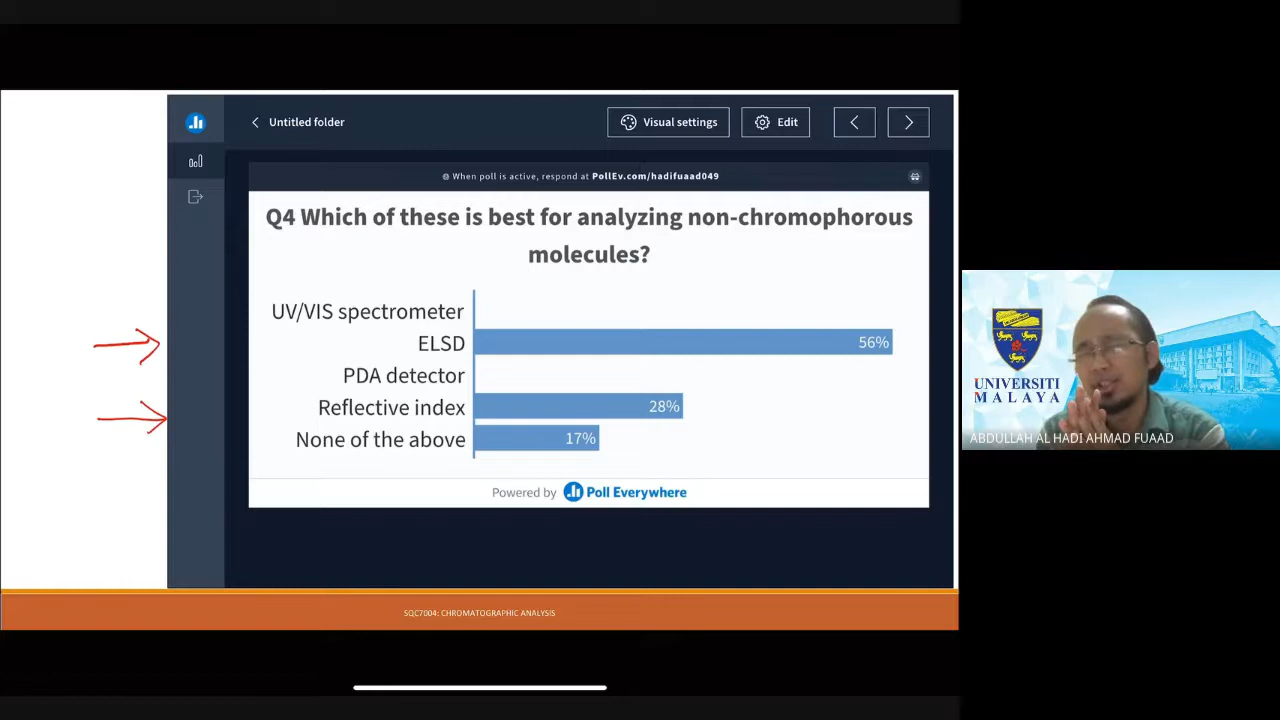 Untitled folder
Visual settings
Edit
When poll is active, respond at PollEv.com/hadifuaad049
Q4 Which of these is best for analyzing non-chromophorous
molecules?
UV/VIS spectrometer
ELSD
56%
PDA detector
Reflective index
28%
None of the above
17%
Powered by Poll Everywhere
SQC7004: CHROMATOGRAPHIC ANALYSIS
UNIVERSITI
MALAYA
ABDULLAH AL HADI AHMAD FUAAD